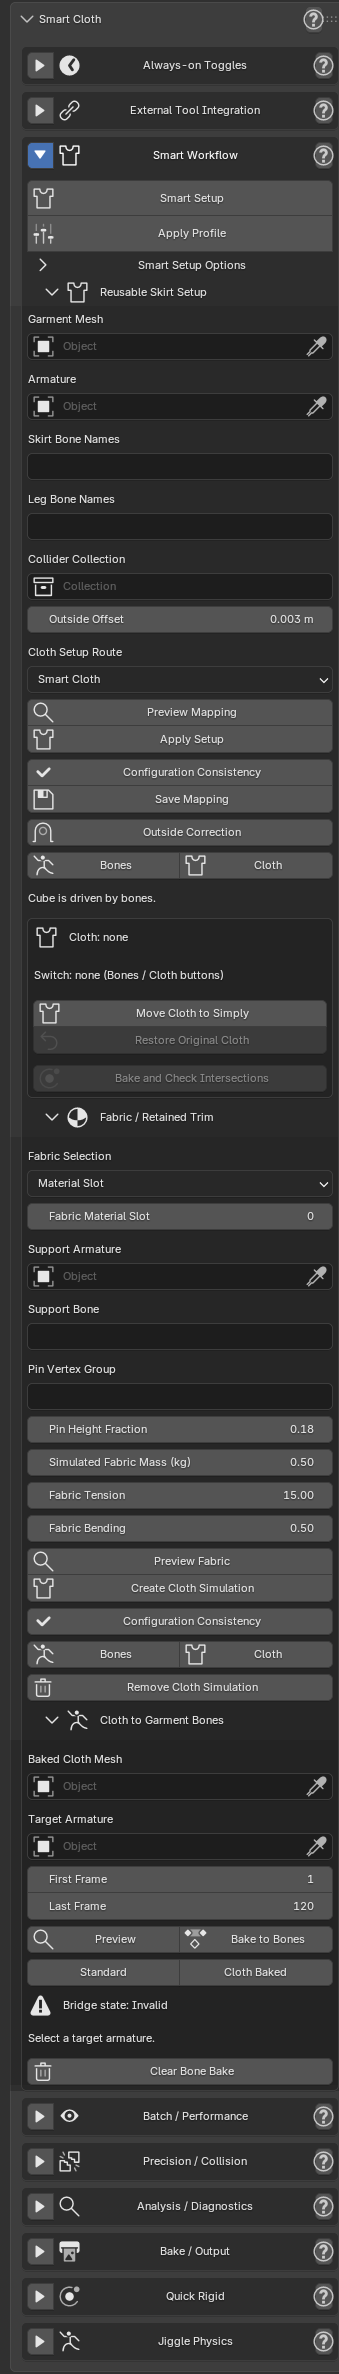 Smart Cloth
Always-on Toggles
External Tool Integration
Smart Workflow
Smart Setup
Apply Profile
Smart Setup Options
Reusable Skirt Setup
Garment Mesh
Object
Armature
Object
Skirt Bone Names
Leg Bone Names
Collider Collection
Collection
Outside Offset 0.003 m
Cloth Setup Route
Smart Cloth
Preview Mapping
Apply Setup
Configuration Consistency
Save Mapping
Outside Correction
Bones Cloth
Cube is driven by bones.
Cloth: none
Switch: none (Bones / Cloth buttons)
Move Cloth to Simply
Restore Original Cloth
Bake and Check Intersections
Fabric / Retained Trim
Fabric Selection
Material Slot
Fabric Material Slot 0
Support Armature
Object
Support Bone
Pin Vertex Group
Pin Height Fraction 0.18
Simulated Fabric Mass (kg) 0.50
Fabric Tension 15.00
Fabric Bending 0.50
Preview Fabric
Create Cloth Simulation
Configuration Consistency
Bones Cloth
Remove Cloth Simulation
Cloth to Garment Bones
Baked Cloth Mesh
Object
Target Armature
Object
First Frame 1
Last Frame 120
Preview Bake to Bones
Standard Cloth Baked
Bridge state: Invalid
Select a target armature.
Clear Bone Bake
Batch / Performance
Precision / Collision
Analysis / Diagnostics
Bake / Output
Quick Rigid
Jiggle Physics